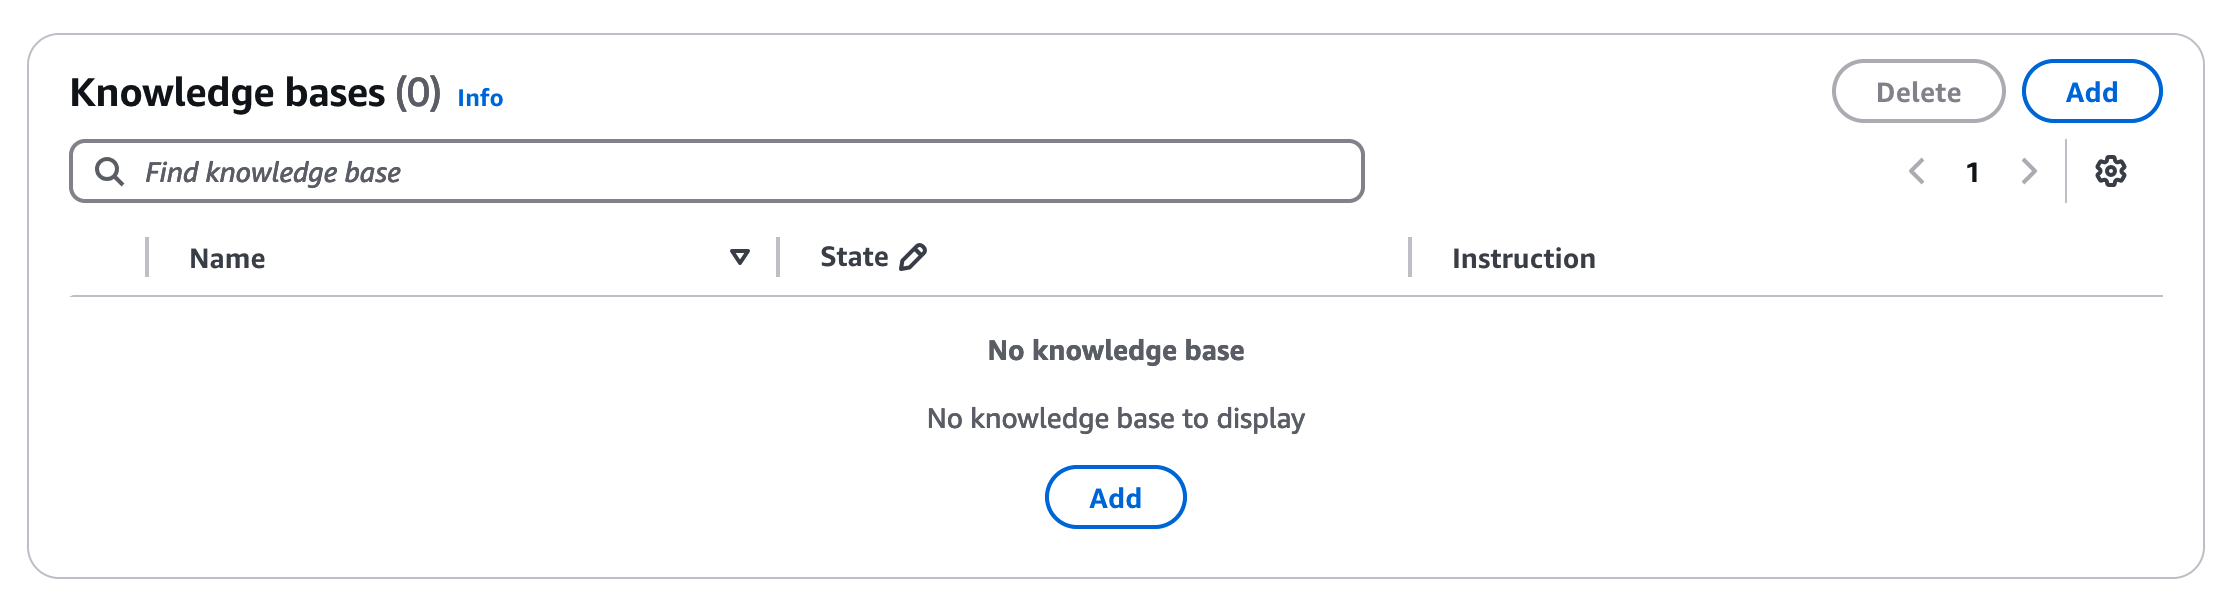 Knowledge bases (0) Info
Delete
Add
Find knowledge base
1
Name
State
Instruction
No knowledge base
No knowledge base to display
Add